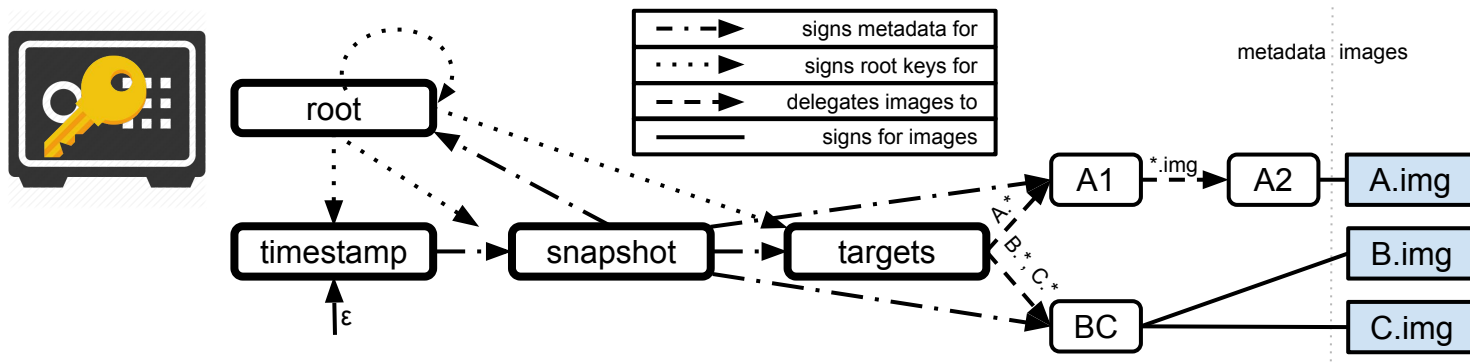 signs metadata for
signs root keys for
delegates images to
signs for images
metadata images
root
timestamp
snapshot
targets
ε
A.*
B.*, C.*
A1
*.img
A2
BC
A.img
B.img
C.img